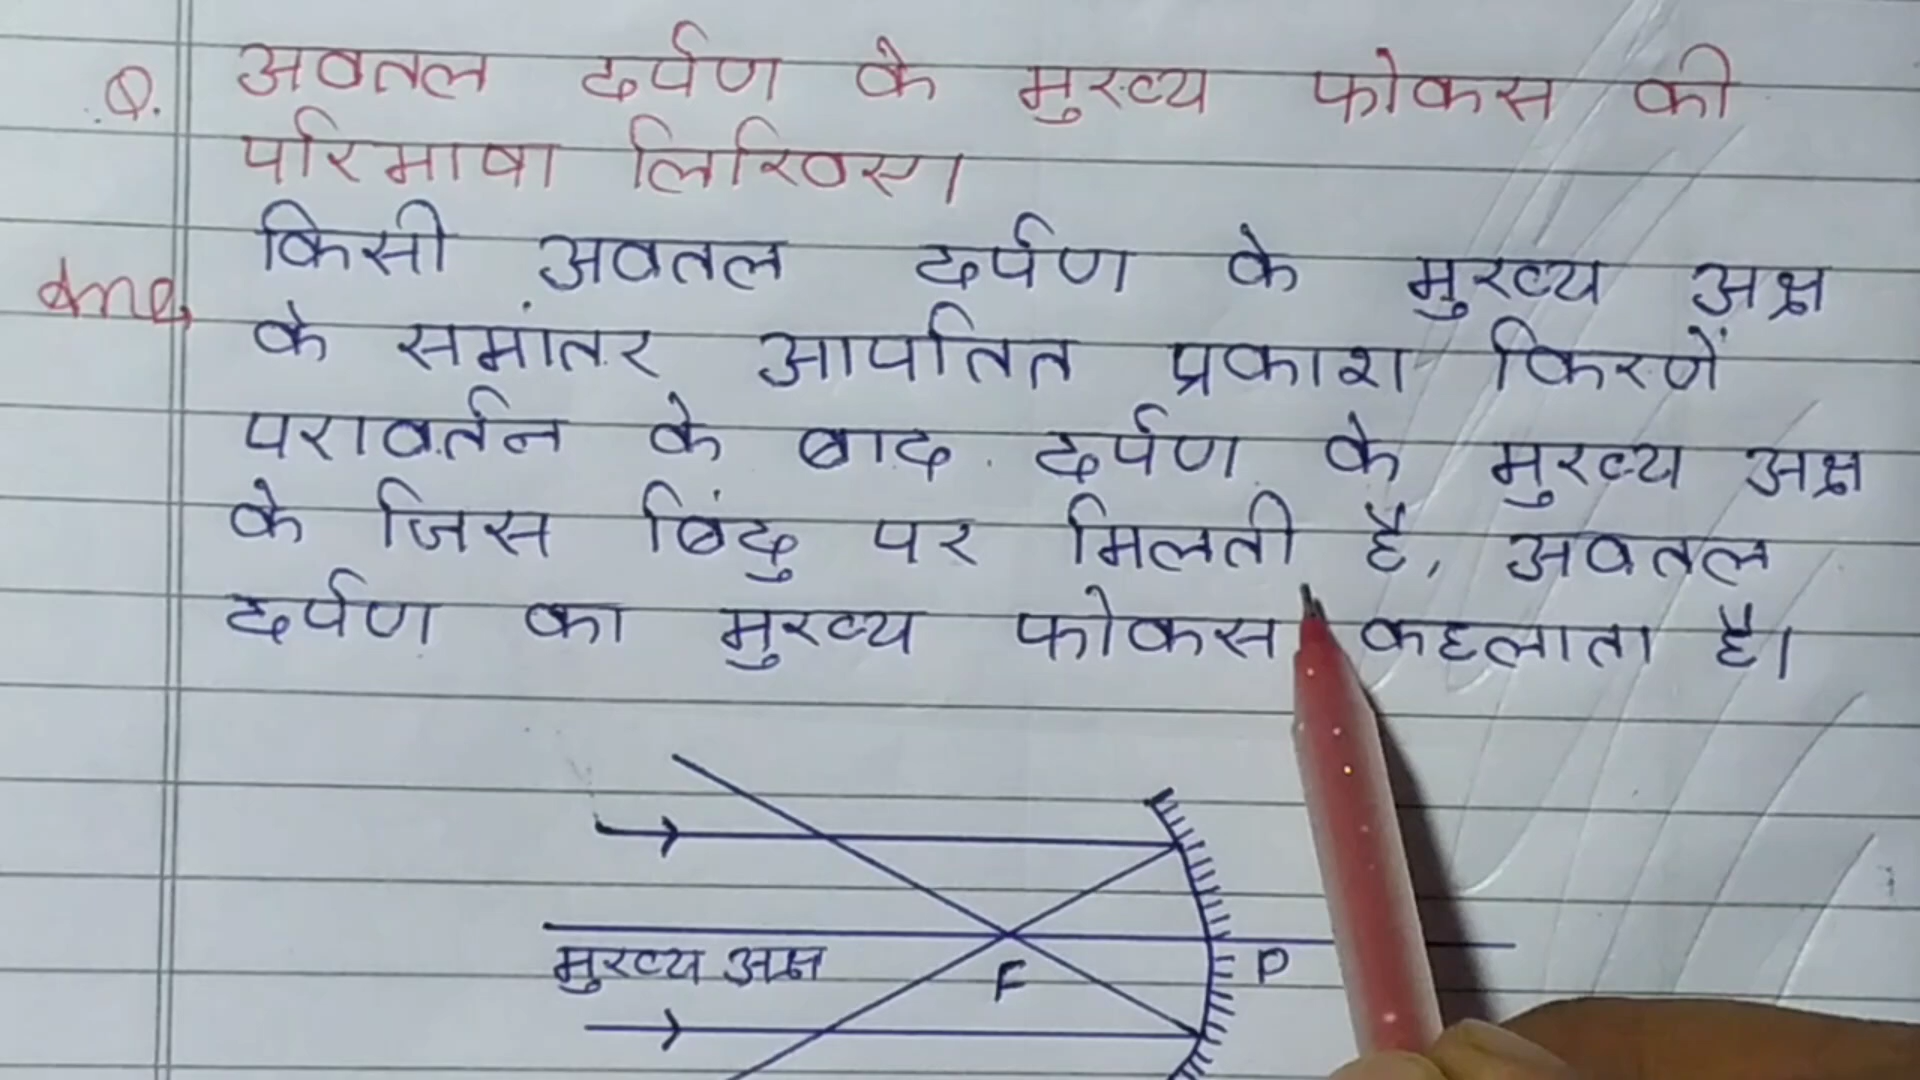 Q. अवतल दर्पण के मुख्य फोकस की
परिभाषा लिखिए।
किसी अवतल दर्पण के मुख्य अक्ष
Ans, के समांतर आपतित प्रकाश किरणें
परावर्तन के बाद दर्पण के मुख्य अक्ष
के जिस बिंदु पर मिलती है, अवतल
दर्पण का मुख्य फोकस कहलाता है।
मुख्य अक्ष F P